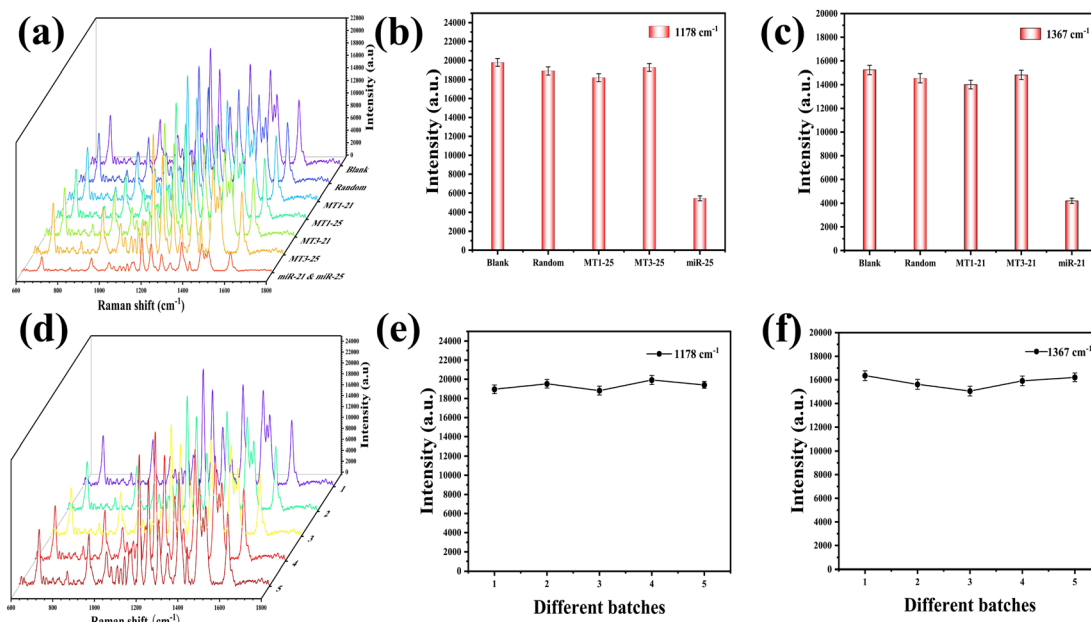 (a)
22000
20000
18000
16000
14000
12000
10000
8000
6000
4000
2000
0
Intensity (a.u)
Blank
Random
MT1-21
MT1-25
MT3-21
MT3-25
miR-21 & miR-25
600 800 1000 1200 1400 1600 1800
Raman shift (cm-1)
(b)
1178 cm-1
24000
22000
20000
18000
16000
14000
12000
10000
8000
6000
4000
2000
0
Intensity (a.u.)
Blank Random MT1-25 MT3-25 miR-25
(c)
1367 cm-1
20000
18000
16000
14000
12000
10000
8000
6000
4000
2000
0
Intensity (a.u.)
Blank Random MT1-21 MT3-21 miR-21
(d)
24000
22000
20000
18000
16000
14000
12000
10000
8000
6000
4000
2000
0
Intensity (a.u)
1
2
3
4
5
600 800 1000 1200 1400 1600 1800
Raman shift (cm-1)
(e)
1178 cm-1
24000
22000
20000
18000
16000
14000
12000
10000
8000
6000
4000
2000
0
Intensity (a.u.)
1 2 3 4 5
Different batches
(f)
1367 cm-1
20000
18000
16000
14000
12000
10000
8000
6000
4000
2000
0
Intensity (a.u.)
1 2 3 4 5
Different batches